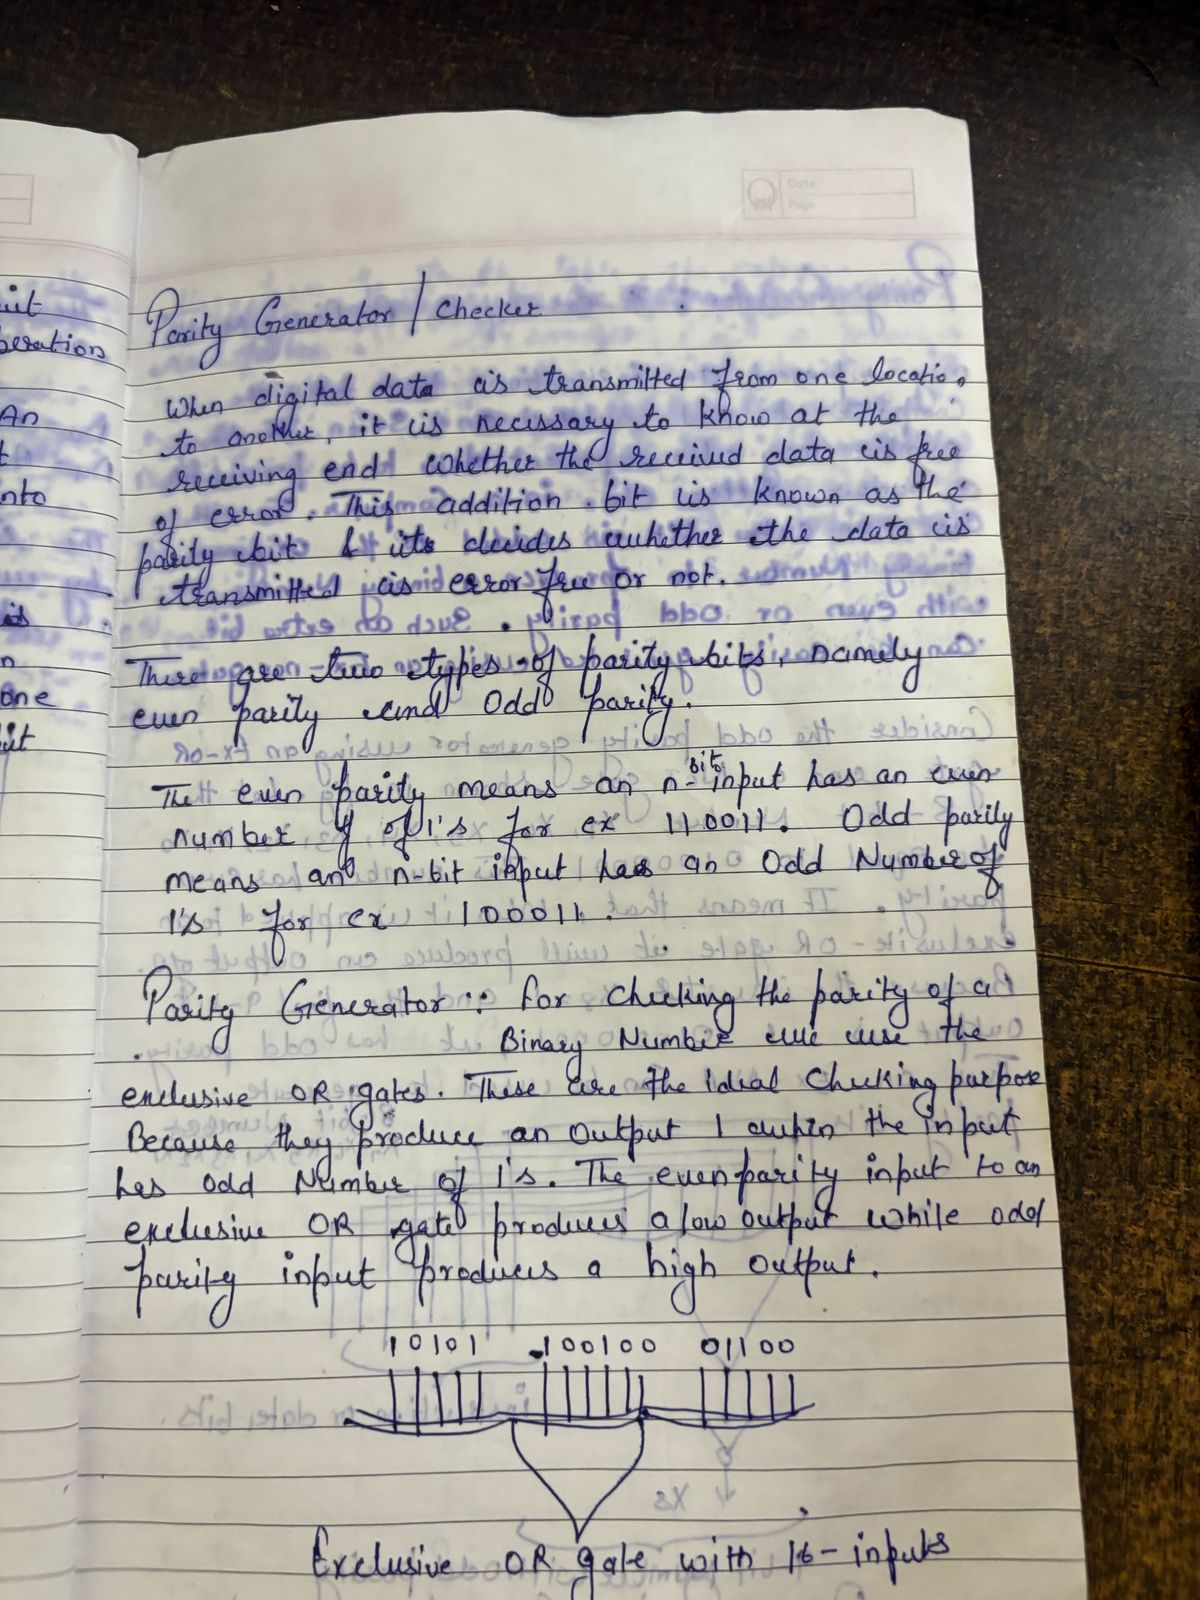 Date
Page
uit
peration
An
t
nto
is
n
one
uit
Parity Generator / Checker
When digital data is transmitted from one locatio
to another, it is necessary to know at the
receiving end whether the received data is free
of error. This addition bit is known as the
parity bit & its decides whether the data is
transmitted is error free or not.
There are two types of parity bits, namely
even parity and Odd parity.
The even parity means an n-bit input has an even
number of of 1's for ex 110011. Odd parity
means an n-bit input has an Odd Number of
1's for ex 100011.
Parity Generator :: For Checking the parity of a
Binary Number we use the
exclusive OR gates. These are the ideal Checking purpose
Because they produce an Output 1 when the input
has odd Number of 1's. The even parity input to an
exclusive OR gate produces a low output while odd
parity input produces a high output.
10101 100100 01100
Exclusive OR gate with 16-inputs